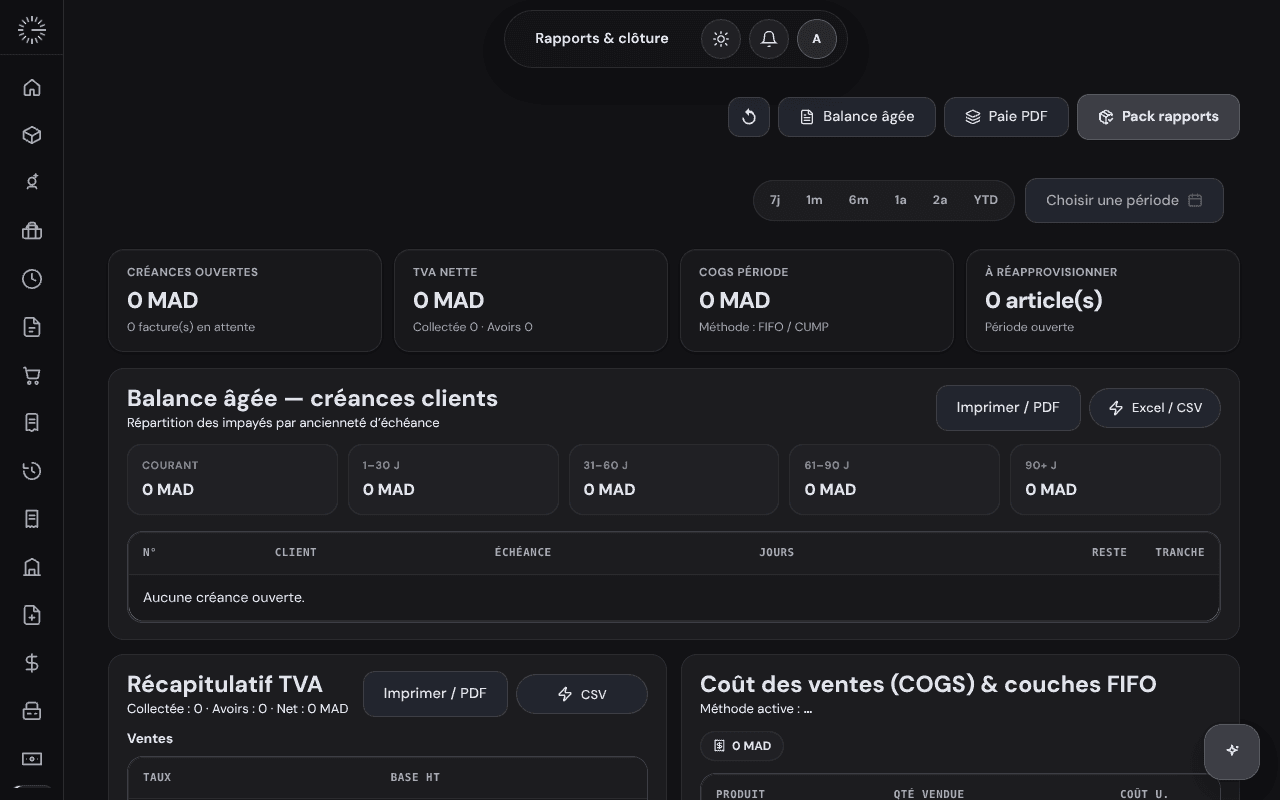 Rapports & clôture
A
Balance âgée
Paie PDF
Pack rapports
7j 1m 6m 1a 2a YTD
Choisir une période
CRÉANCES OUVERTES
0 MAD
0 facture(s) en attente
TVA NETTE
0 MAD
Collectée 0 · Avoirs 0
COGS PÉRIODE
0 MAD
Méthode : FIFO / CUMP
À RÉAPPROVISIONNER
0 article(s)
Période ouverte
Balance âgée — créances clients
Répartition des impayés par ancienneté d’échéance
Imprimer / PDF
Excel / CSV
COURANT
0 MAD
1–30 J
0 MAD
31–60 J
0 MAD
61–90 J
0 MAD
90+ J
0 MAD
N° CLIENT ÉCHÉANCE JOURS RESTE TRANCHE
Aucune créance ouverte.
Récapitulatif TVA
Collectée : 0 · Avoirs : 0 · Net : 0 MAD
Imprimer / PDF
CSV
Ventes
TAUX BASE HT
Coût des ventes (COGS) & couches FIFO
Méthode active : …
0 MAD
PRODUIT QTÉ VENDUE COÛT U.